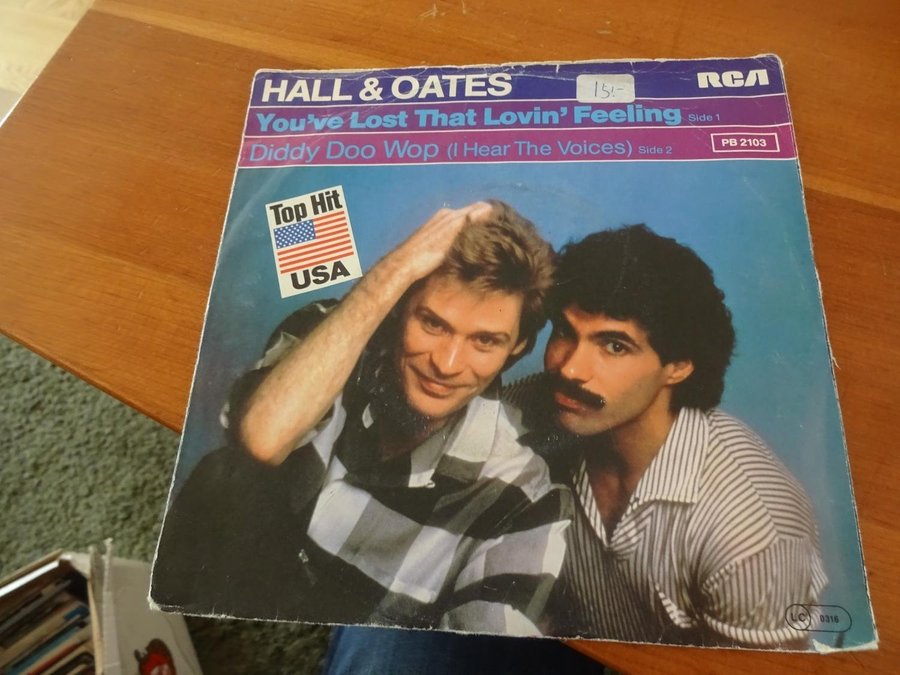 HALL & OATES
15!-
RCA
You've Lost That Lovin' Feeling Side 1
Diddy Doo Wop (I Hear The Voices) Side 2
PB 2103
Top Hit
USA
LC 0316